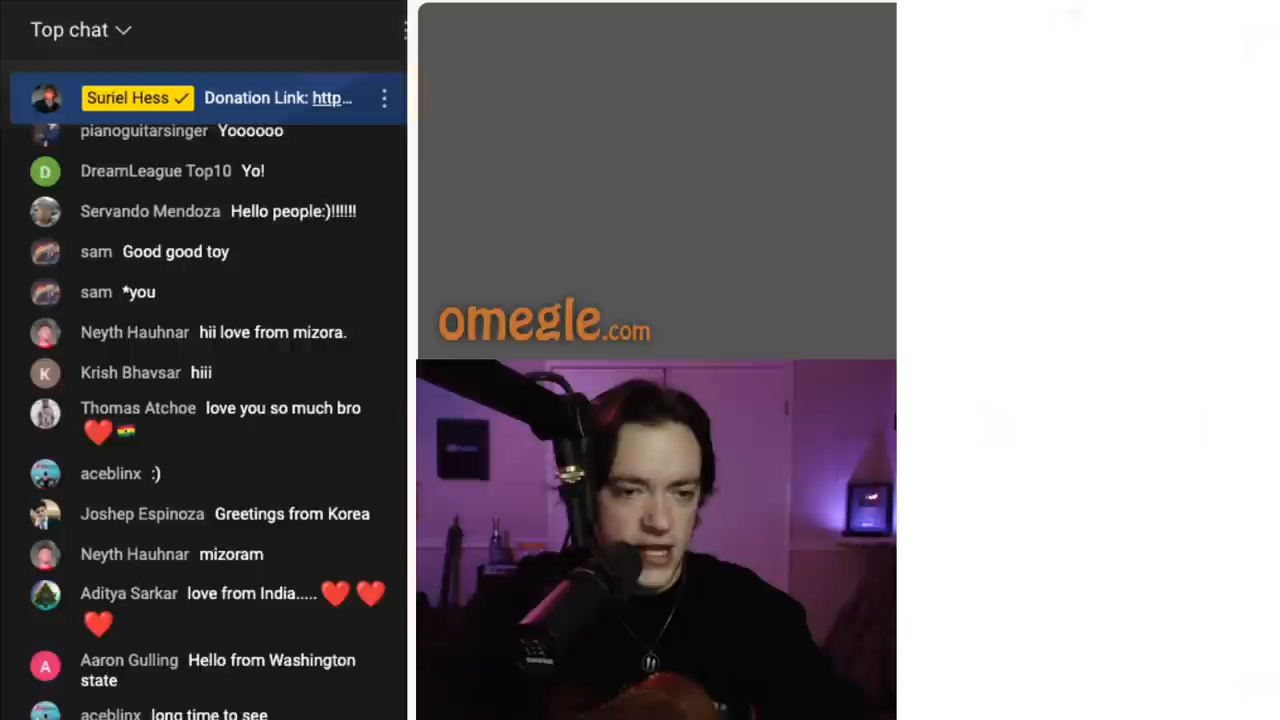 Top chat
Suriel Hess Donation Link: http...
pianoguitarsinger Yoooooo
DreamLeague Top10 Yo!
Servando Mendoza Hello people:)!!!!!!
sam Good good toy
sam *you
Neyth Hauhnar hii love from mizora.
Krish Bhavsar hiii
Thomas Atchoe love you so much bro
aceblinx :)
Joshep Espinoza Greetings from Korea
Neyth Hauhnar mizoram
Aditya Sarkar love from India.....
Aaron Gulling Hello from Washington
state
aceblinx long time to see
D
K
A
omegle.com